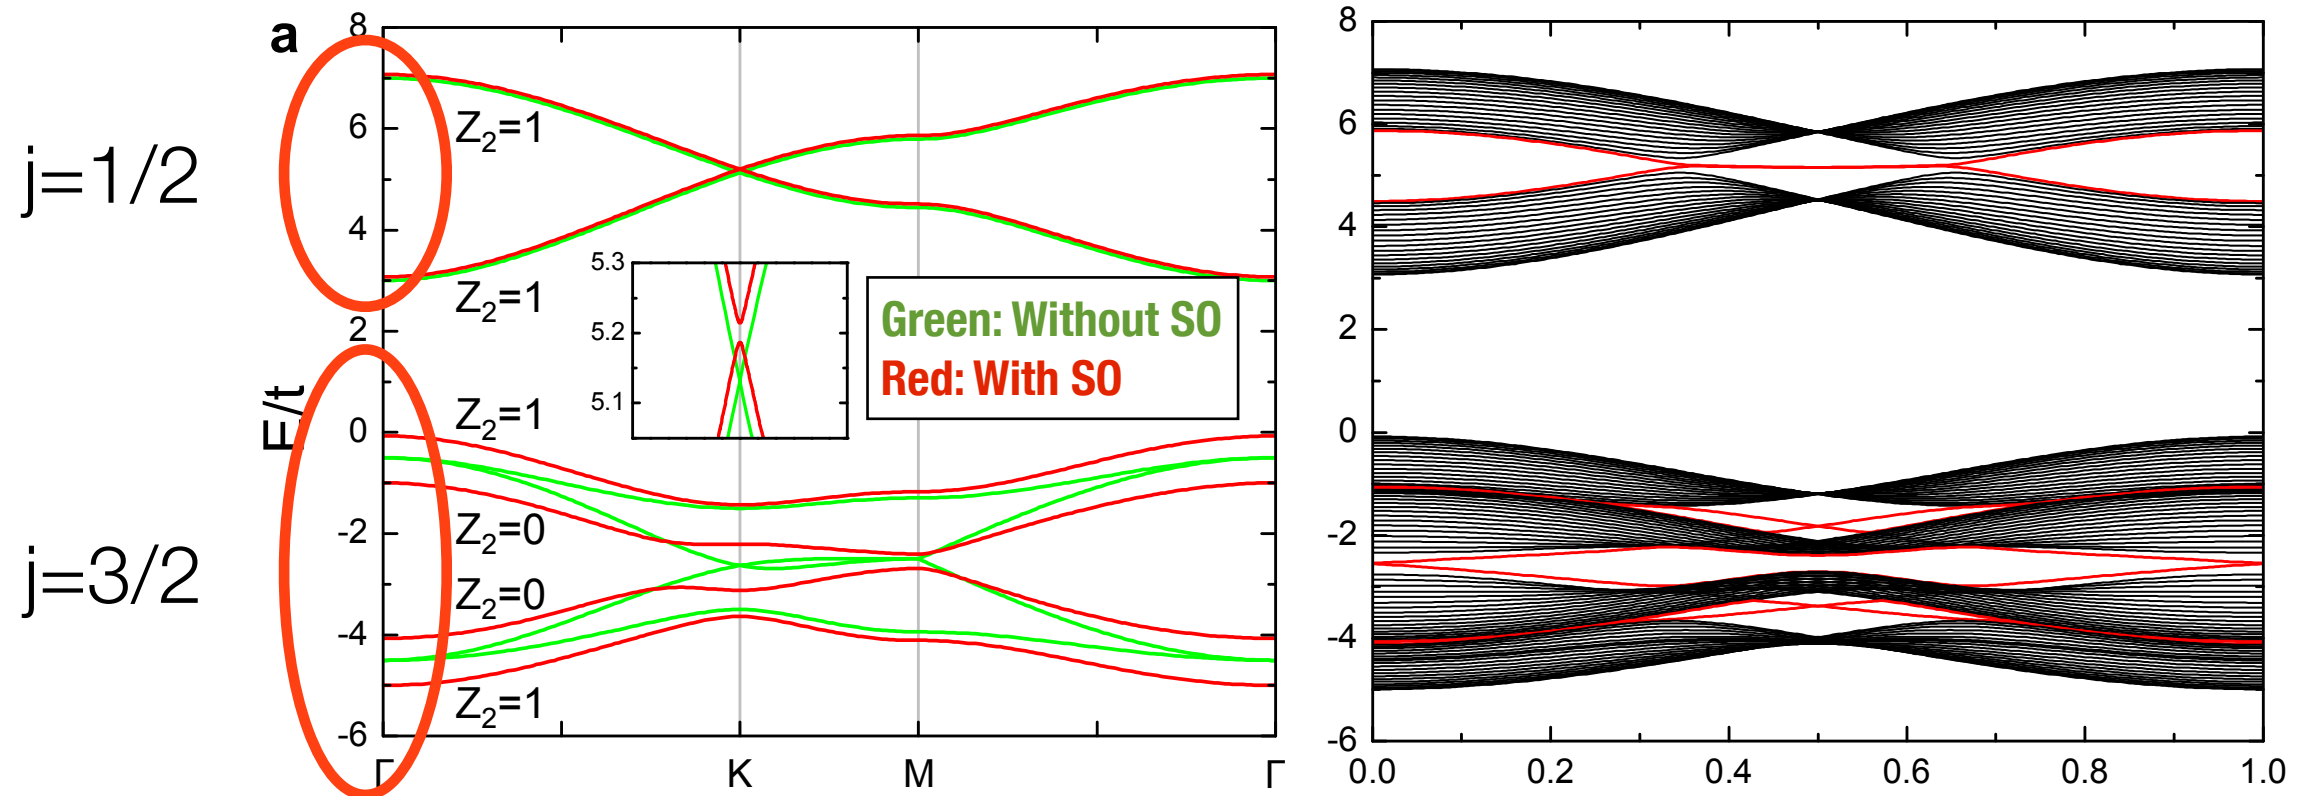 a
j=1/2
j=3/2
E/t
8
6
4
2
0
-2
-4
-6
Z2=1
Z2=1
Z2=1
Z2=0
Z2=0
Z2=1
5.3
5.2
5.1
Green: Without SO
Red: With SO
Γ K M Γ
8
6
4
2
0
-2
-4
-6
0.0 0.2 0.4 0.6 0.8 1.0